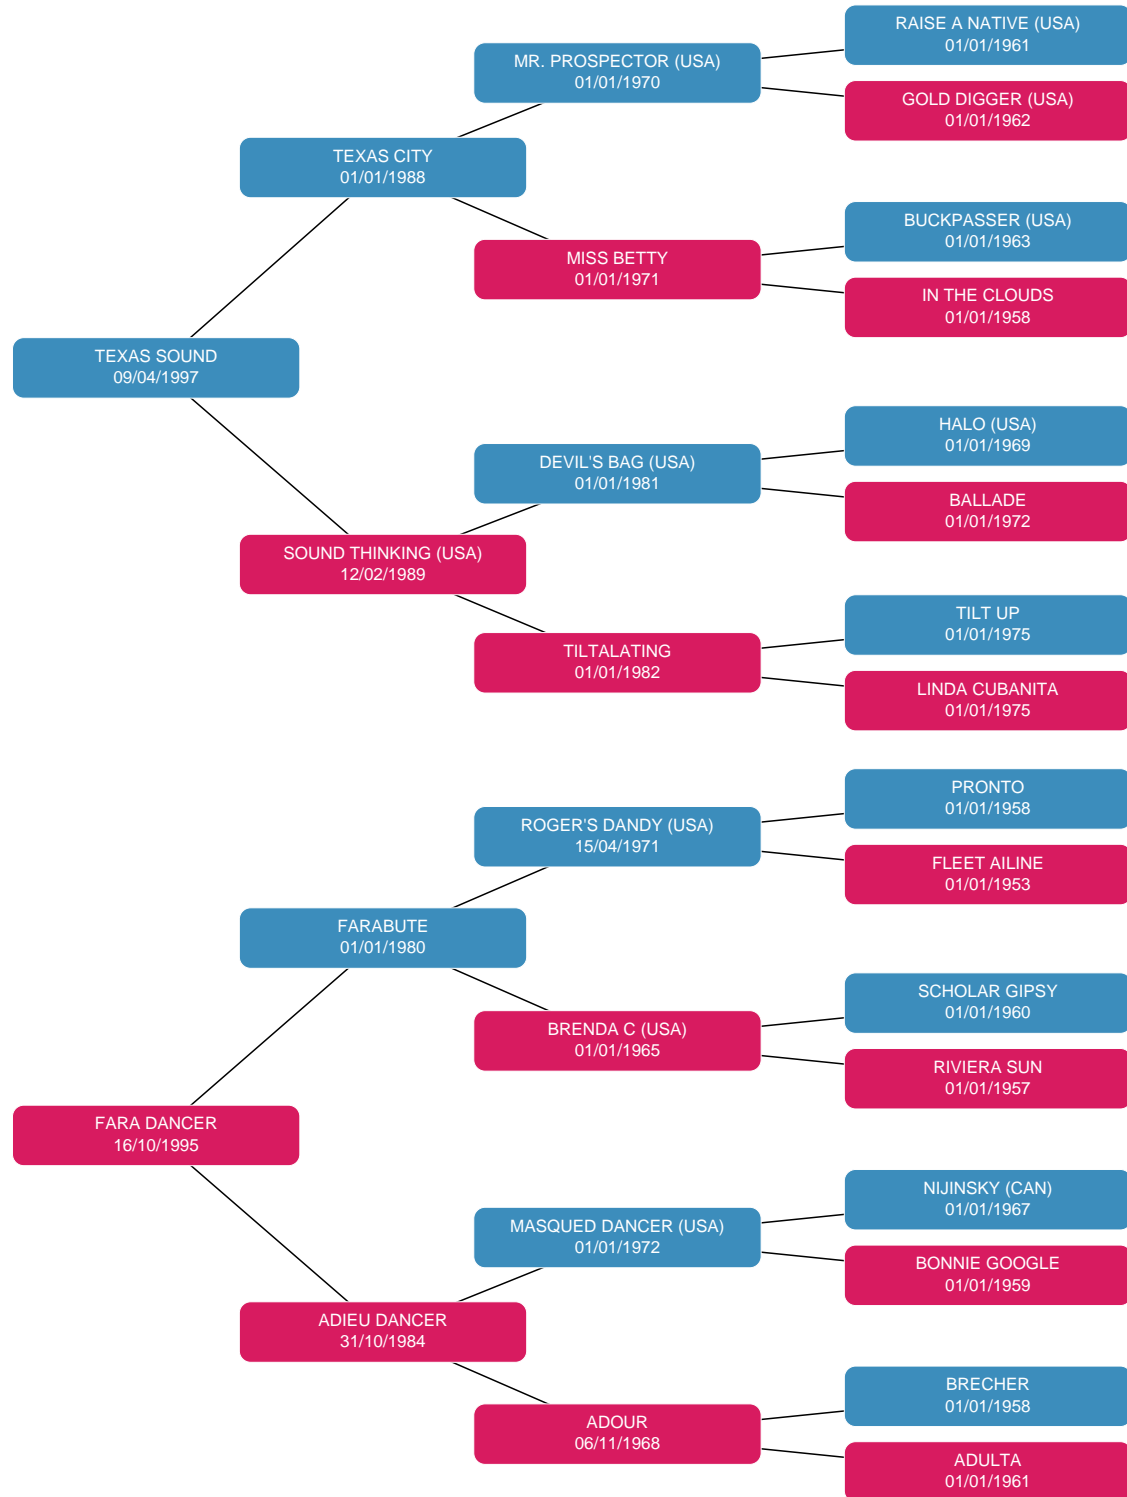 RAISE A NATIVE (USA)
01/01/1961
MR. PROSPECTOR (USA)
01/01/1970
GOLD DIGGER (USA)
01/01/1962
TEXAS CITY
01/01/1988
BUCKPASSER (USA)
01/01/1963
MISS BETTY
01/01/1971
IN THE CLOUDS
01/01/1958
TEXAS SOUND
09/04/1997
HALO (USA)
01/01/1969
DEVIL'S BAG (USA)
01/01/1981
BALLADE
01/01/1972
SOUND THINKING (USA)
12/02/1989
TILT UP
01/01/1975
TILTALATING
01/01/1982
LINDA CUBANITA
01/01/1975
PRONTO
01/01/1958
ROGER'S DANDY (USA)
15/04/1971
FLEET AILINE
01/01/1953
FARABUTE
01/01/1980
SCHOLAR GIPSY
01/01/1960
BRENDA C (USA)
01/01/1965
RIVIERA SUN
01/01/1957
FARA DANCER
16/10/1995
NIJINSKY (CAN)
01/01/1967
MASQUED DANCER (USA)
01/01/1972
BONNIE GOOGLE
01/01/1959
ADIEU DANCER
31/10/1984
BRECHER
01/01/1958
ADOUR
06/11/1968
ADULTA
01/01/1961